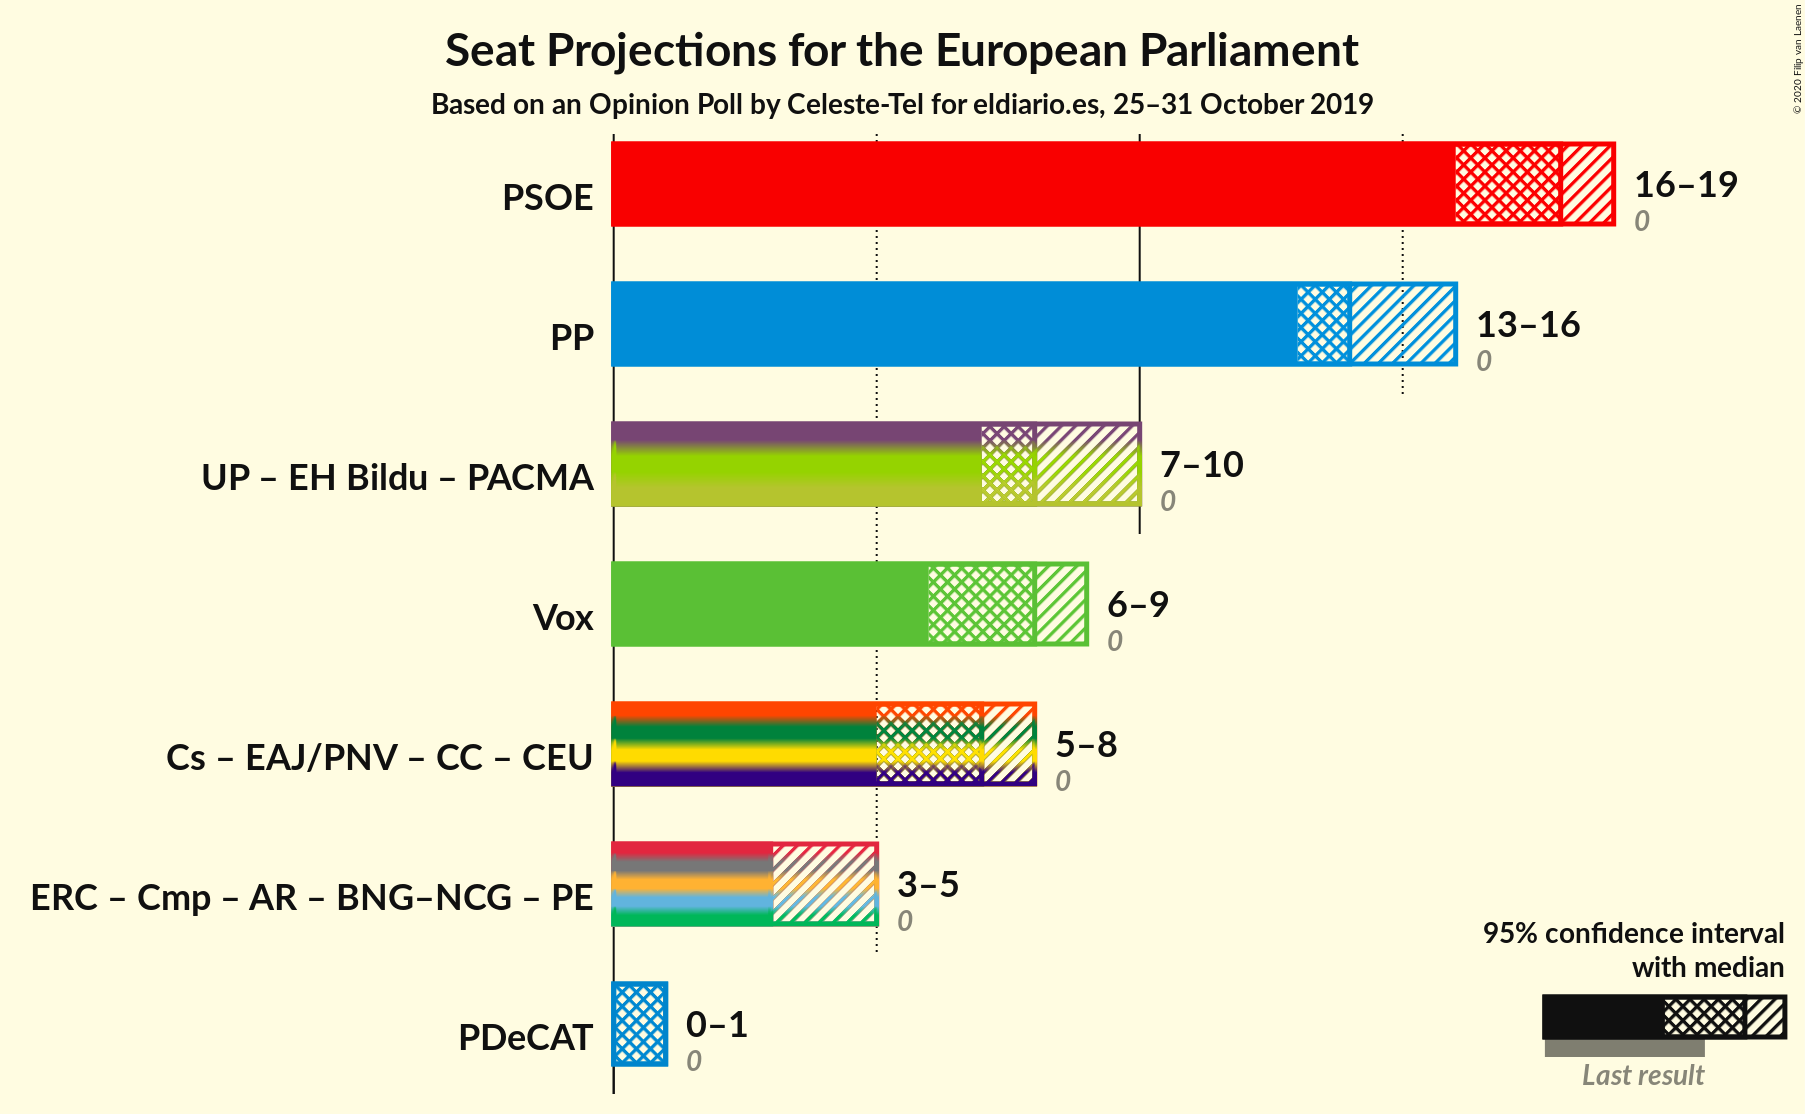 Seat Projections for the European Parliament
Based on an Opinion Poll by Celeste-Tel for eldiario.es, 25–31 October 2019
© 2020 Filip van Laenen
PSOE
16–19
0
PP
13–16
0
UP – EH Bildu – PACMA
7–10
0
Vox
6–9
0
Cs – EAJ/PNV – CC – CEU
5–8
0
ERC – Cmp – AR – BNG–NCG – PE
3–5
0
PDeCAT
0–1
0
95% confidence interval
with median
Last result